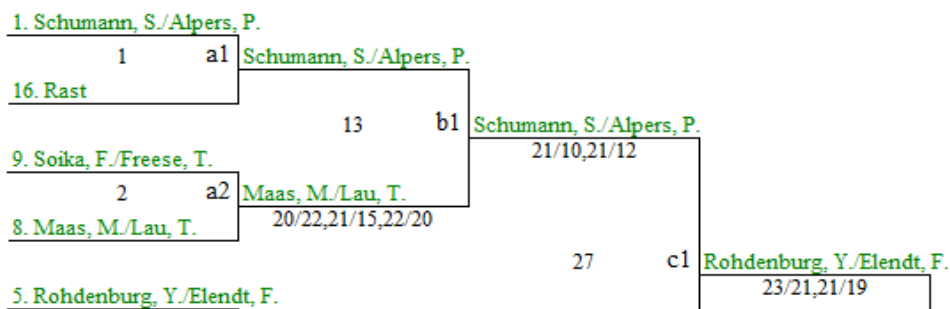 1. Schumann, S./Alpers, P.
1 a1 Schumann, S./Alpers, P.
16. Rast
13 b1 Schumann, S./Alpers, P.
21/10,21/12
9. Soika, F./Freese, T.
2 a2 Maas, M./Lau, T.
20/22,21/15,22/20
8. Maas, M./Lau, T.
27 c1 Rohdenburg, Y./Elendt, F.
23/21,21/19
5. Rohdenburg, Y./Elendt, F.